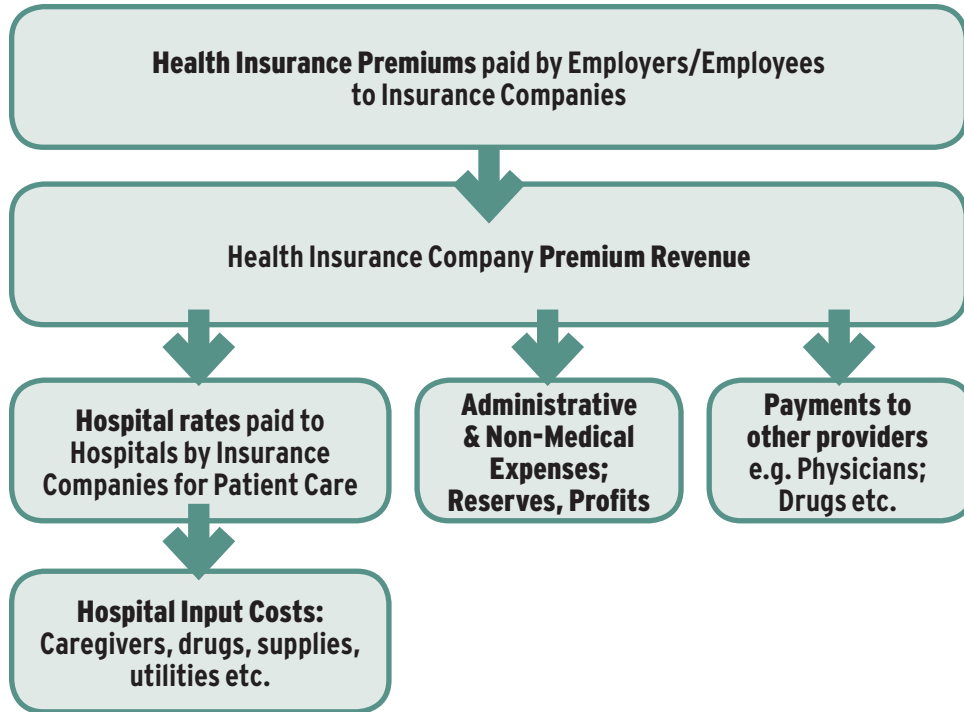 Health Insurance Premiums paid by Employers/Employees
to Insurance Companies
Health Insurance Company Premium Revenue
Hospital rates paid to
Hospitals by Insurance
Companies for Patient Care
Administrative
& Non-Medical
Expenses;
Reserves, Profits
Payments to
other providers
e.g. Physicians;
Drugs etc.
Hospital Input Costs:
Caregivers, drugs, supplies,
utilities etc.